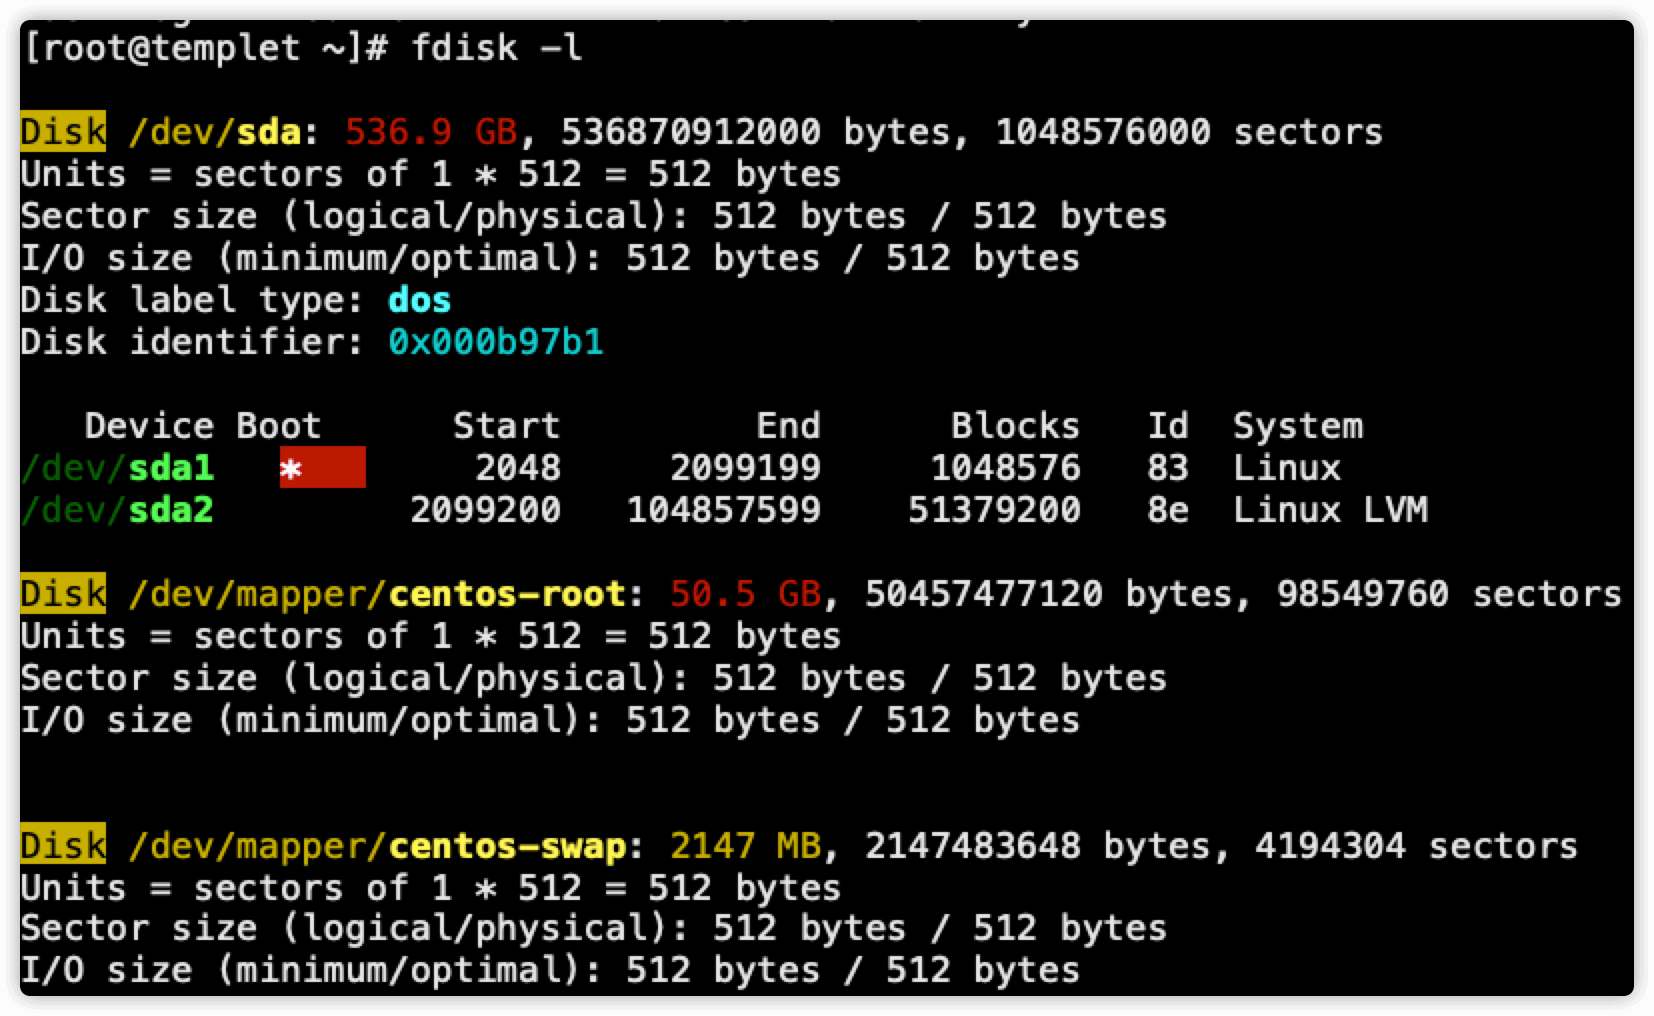 [root@templet ~]# fdisk -l
Disk /dev/sda: 536.9 GB, 536870912000 bytes, 1048576000 sectors
Units = sectors of 1 * 512 = 512 bytes
Sector size (logical/physical): 512 bytes / 512 bytes
I/O size (minimum/optimal): 512 bytes / 512 bytes
Disk label type: dos
Disk identifier: 0x000b97b1
Device Boot Start End Blocks Id System
/dev/sda1 * 2048 2099199 1048576 83 Linux
/dev/sda2 2099200 104857599 51379200 8e Linux LVM
Disk /dev/mapper/centos-root: 50.5 GB, 50457477120 bytes, 98549760 sectors
Units = sectors of 1 * 512 = 512 bytes
Sector size (logical/physical): 512 bytes / 512 bytes
I/O size (minimum/optimal): 512 bytes / 512 bytes
Disk /dev/mapper/centos-swap: 2147 MB, 2147483648 bytes, 4194304 sectors
Units = sectors of 1 * 512 = 512 bytes
Sector size (logical/physical): 512 bytes / 512 bytes
I/O size (minimum/optimal): 512 bytes / 512 bytes